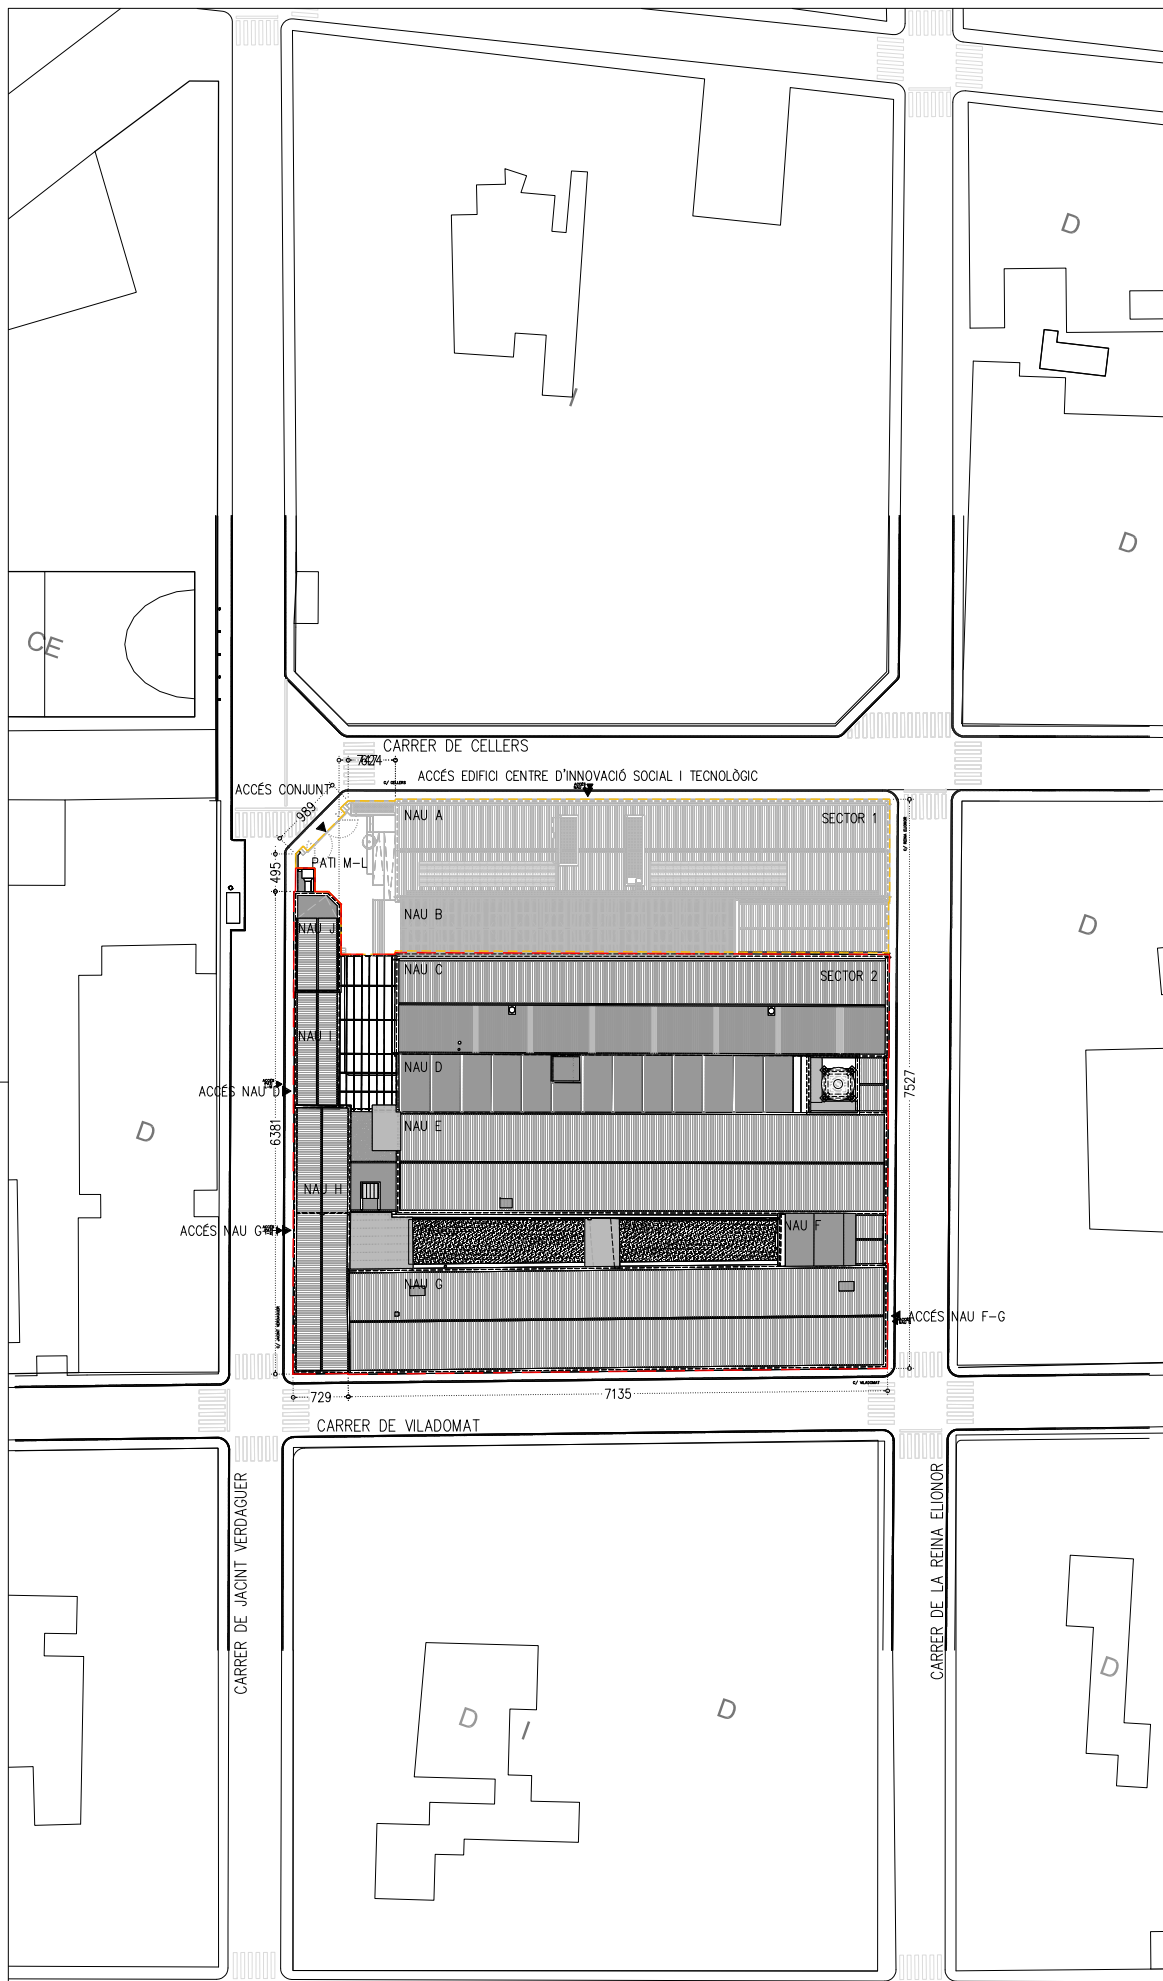 D
D
CE
CARRER DE CELLERS
ACCÉS EDIFICI CENTRE D'INNOVACIÓ SOCIAL I TECNOLÒGIC
C/ CELLERS
ACCÉS CONJUNT
989
NAU A
SECTOR 1
PATI M-L
495
NAU B
NAU J
NAU C
SECTOR 2
D
NAU I
NAU D
ACCÉS NAU D
7527
6381
NAU E
D
NAU H
ACCÉS NAU G
NAU F
NAU G
ACCÉS NAU F-G
C/ VILADOMAT
729
7135
CARRER DE VILADOMAT
CARRER DE JACINT VERDAGUER
CARRER DE LA REINA ELIONOR
D
D
I
D